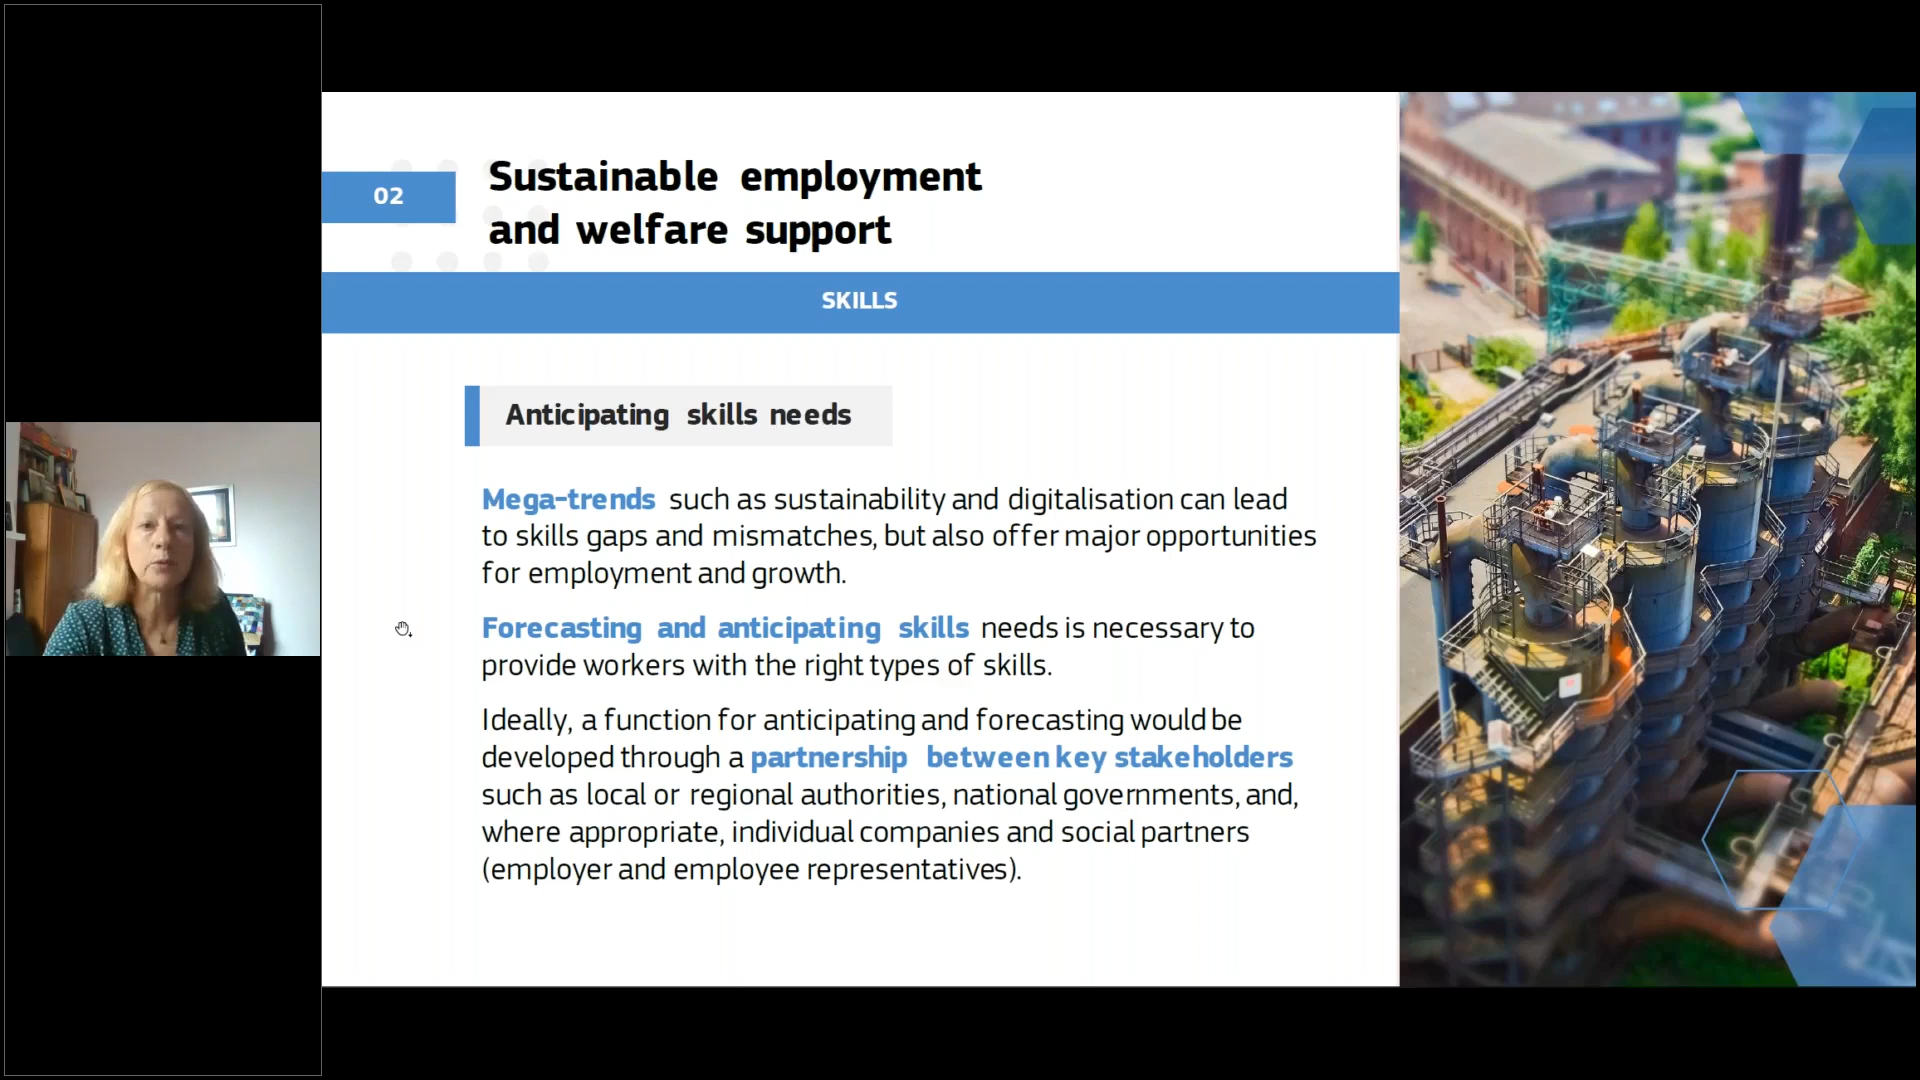 02
Sustainable employment
and welfare support
SKILLS
Anticipating skills needs
Mega-trends such as sustainability and digitalisation can lead
to skills gaps and mismatches, but also offer major opportunities
for employment and growth.
Forecasting and anticipating skills needs is necessary to
provide workers with the right types of skills.
Ideally, a function for anticipating and forecasting would be
developed through a partnership between key stakeholders
such as local or regional authorities, national governments, and,
where appropriate, individual companies and social partners
(employer and employee representatives).